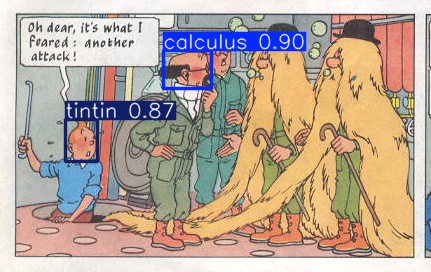 Oh dear, it's what I
feared: another
attack!
calculus 0.90
tintin 0.87